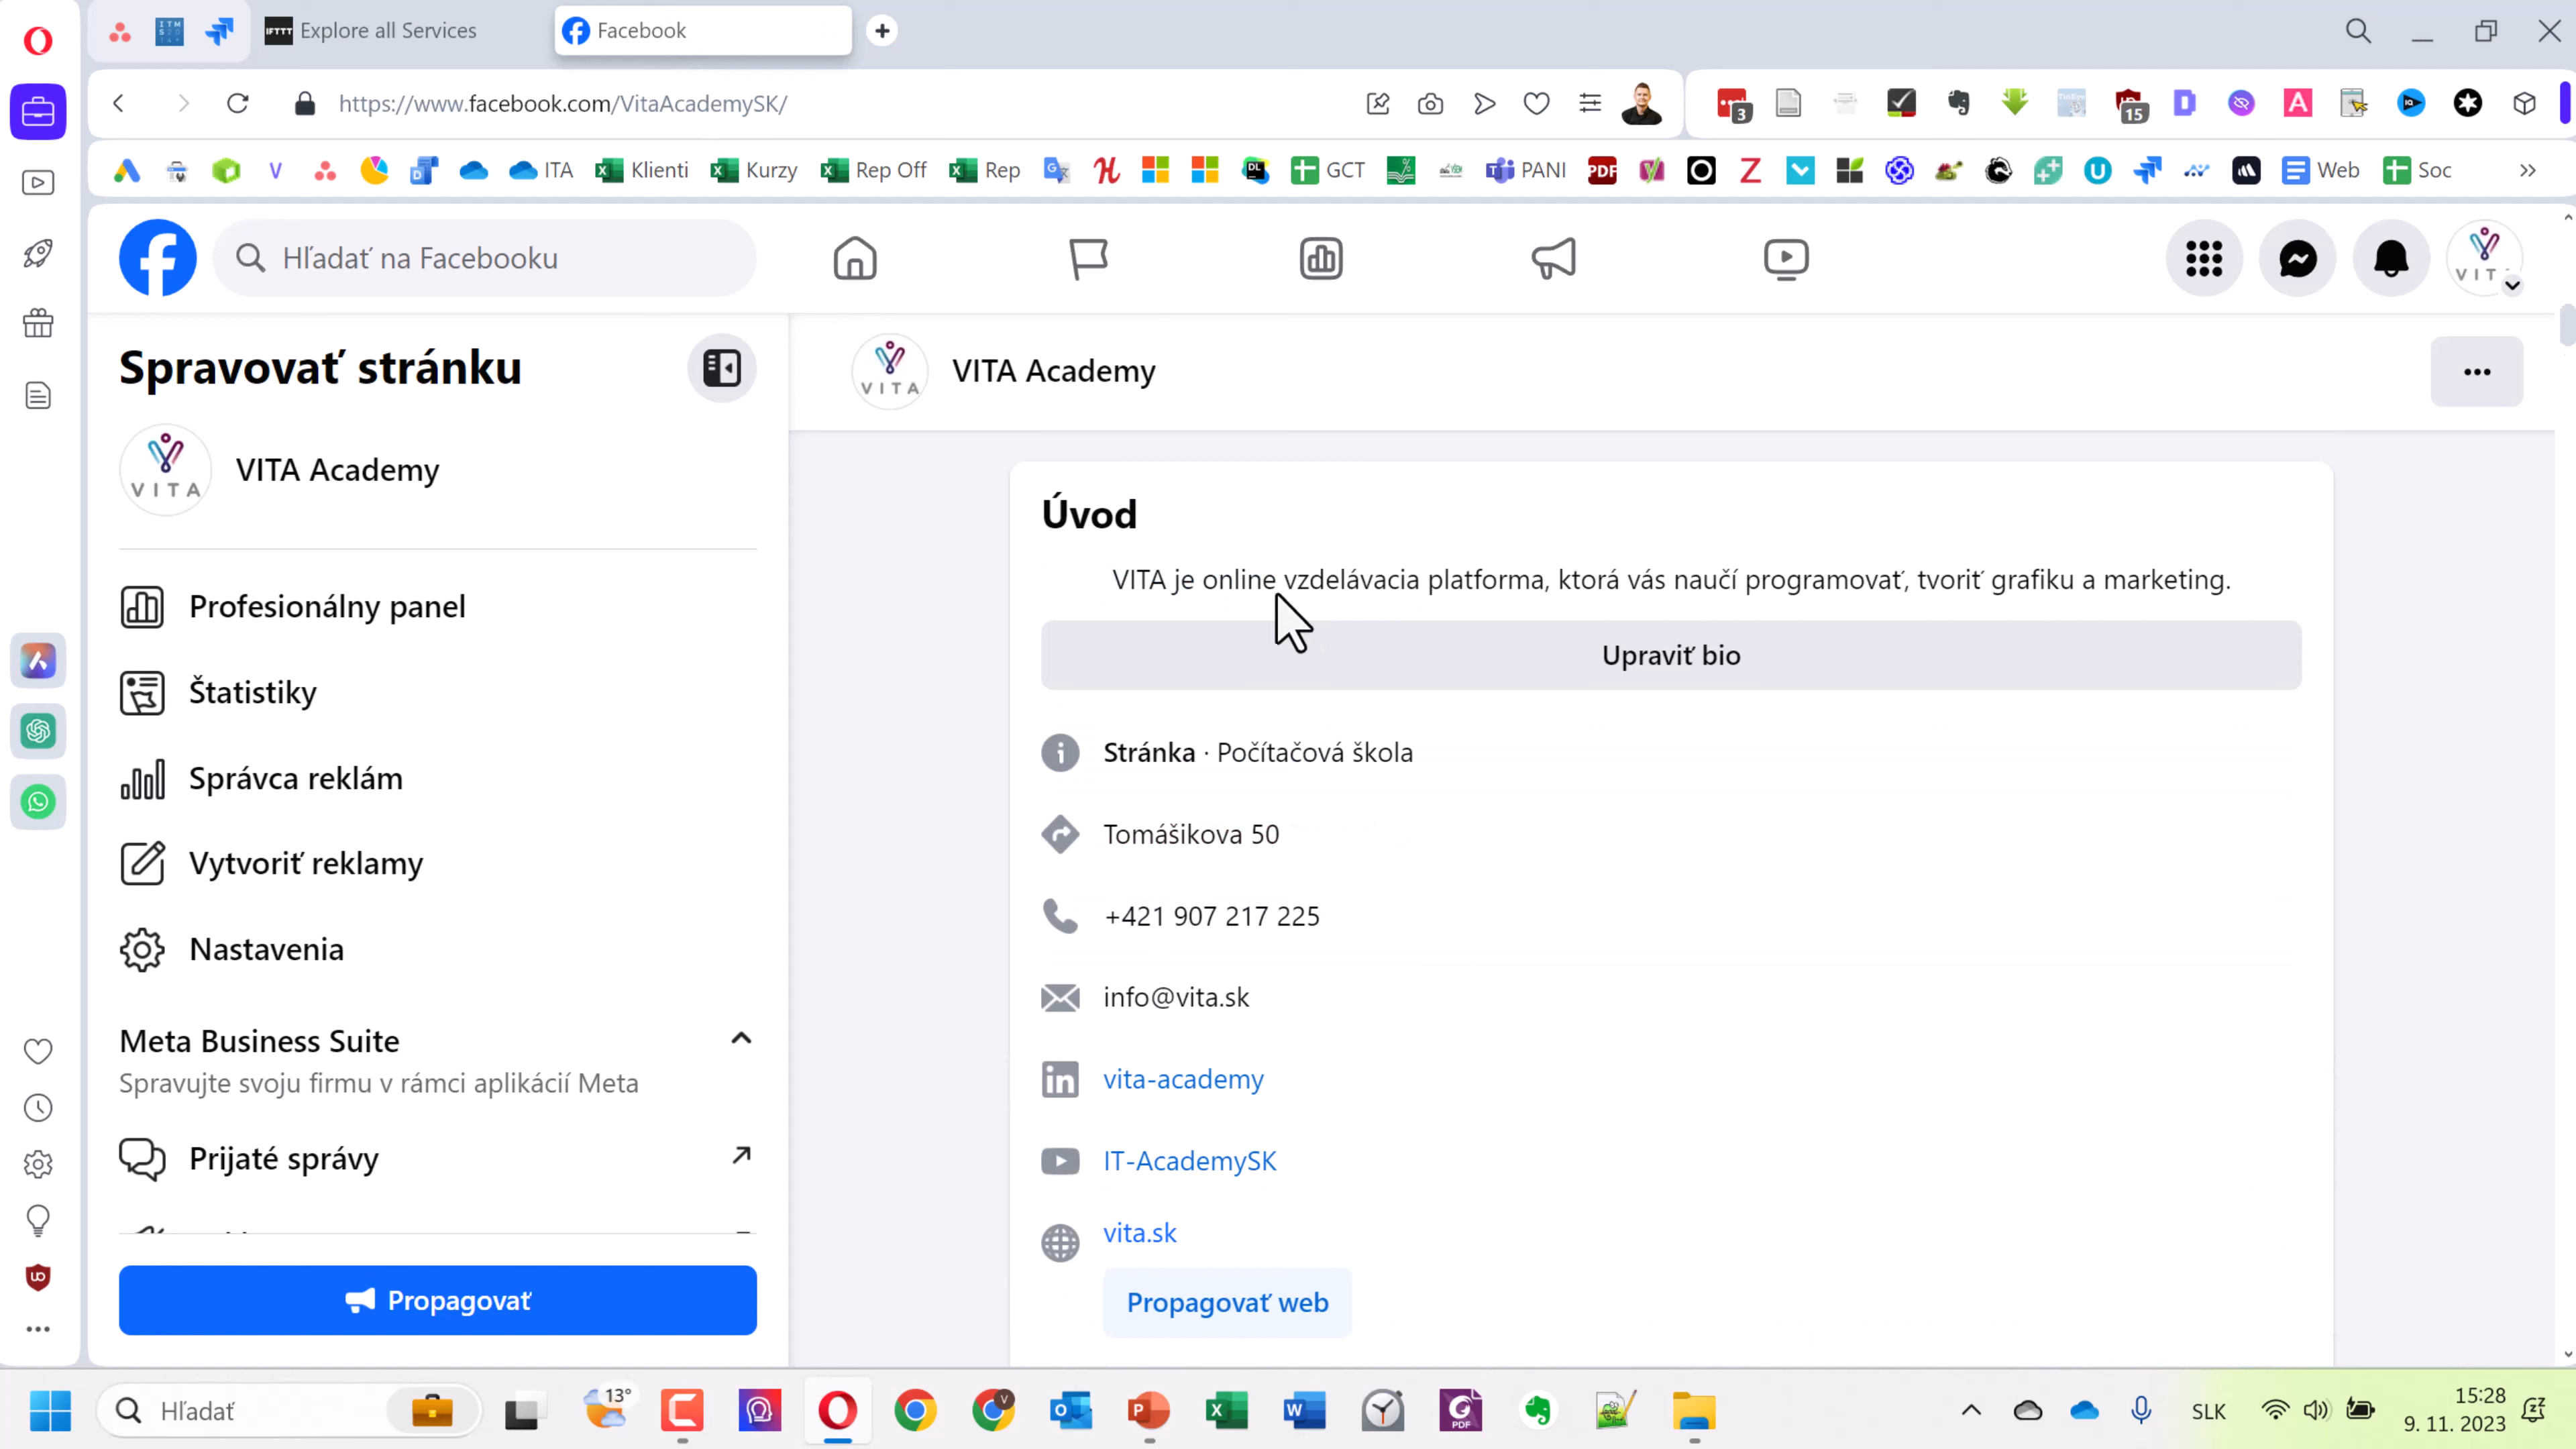 Explore all Services
Facebook
https://www.facebook.com/VitaAcademySK/
3
15
ITA
Klienti
Kurzy
Rep Off
Rep
GCT
PANI
Web
Soc
Hľadať na Facebooku
VITA
Spravovať stránku
VITA
VITA Academy
VITA
VITA Academy
Profesionálny panel
Štatistiky
Správca reklám
Vytvoriť reklamy
Nastavenia
Meta Business Suite
Spravujte svoju firmu v rámci aplikácií Meta
Prijaté správy
Propagovať
Úvod
VITA je online vzdelávacia platforma, ktorá vás naučí programovať, tvoriť grafiku a marketing.
Upraviť bio
Stránka · Počítačová škola
Tomášikova 50
+421 907 217 225
info@vita.sk
vita-academy
IT-AcademySK
vita.sk
Propagovať web
Hľadať
13°
SLK
15:28
9. 11. 2023